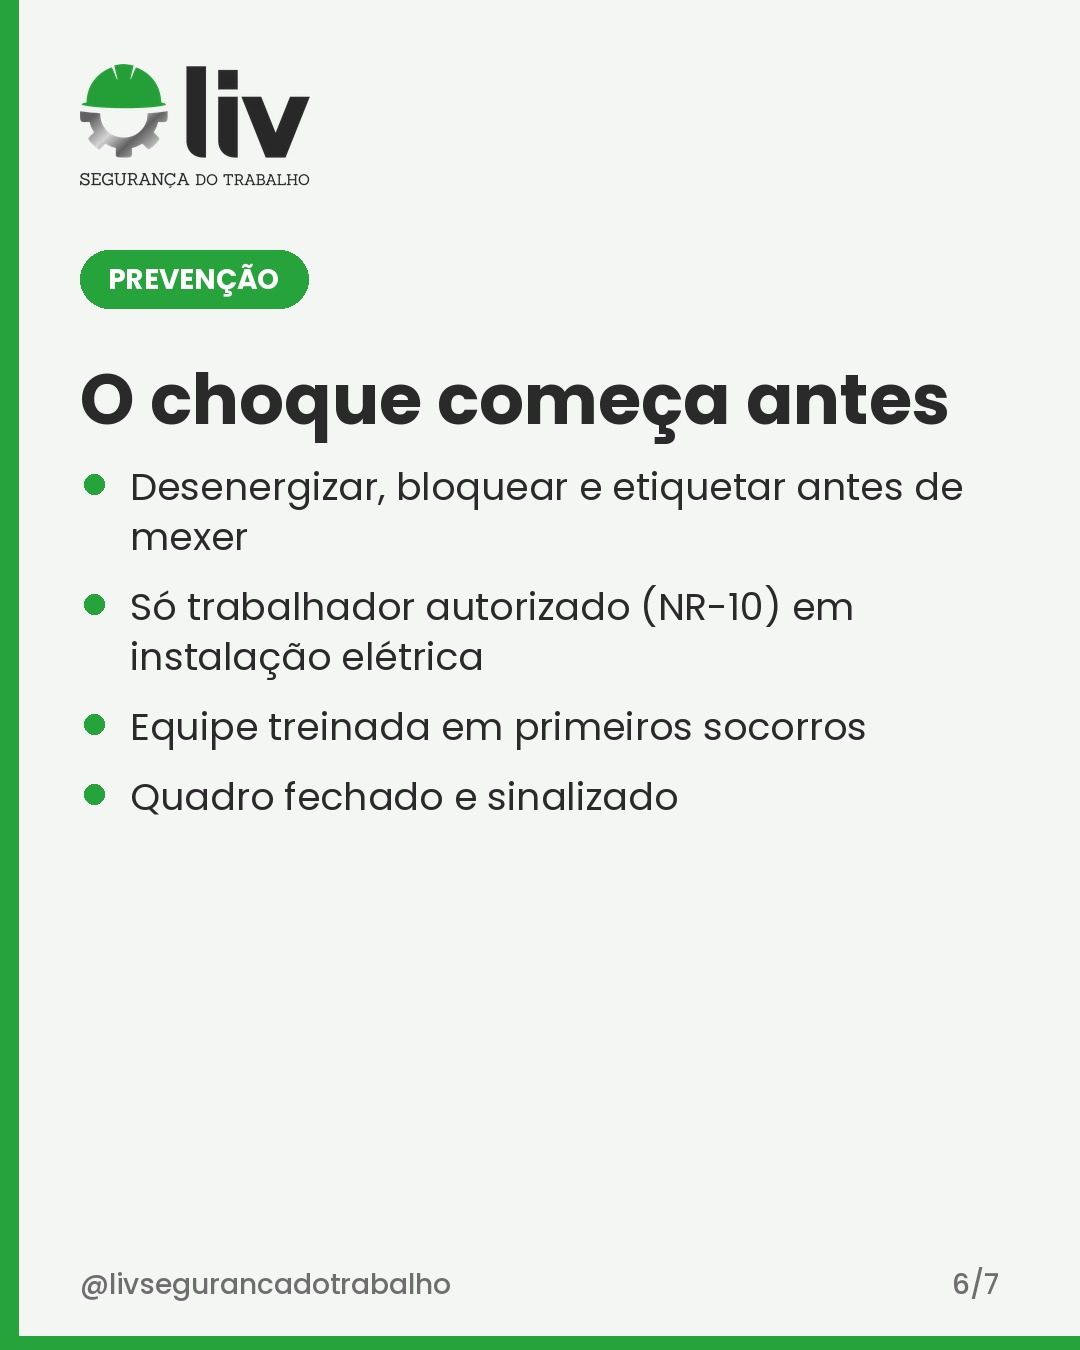 liv
SEGURANÇA DO TRABALHO
PREVENÇÃO
O choque começa antes
Desenergizar, bloquear e etiquetar antes de
mexer
Só trabalhador autorizado (NR-10) em
instalação elétrica
Equipe treinada em primeiros socorros
Quadro fechado e sinalizado
@livsegurancadotrabalho
6/7